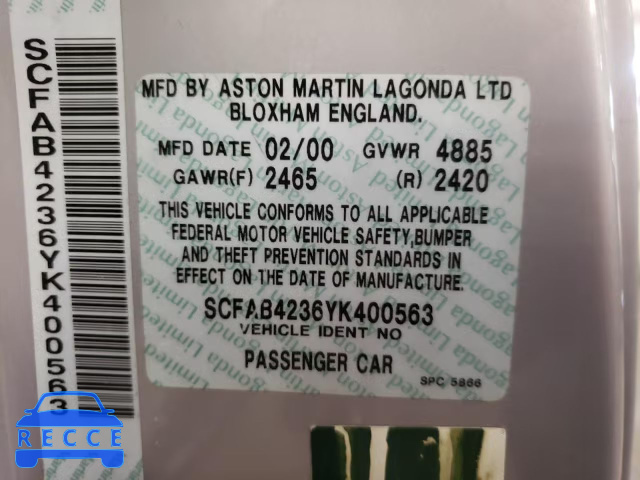 SCFAB4236YK400563
MFD BY ASTON MARTIN LAGONDA LTD
BLOXHAM ENGLAND.
MFD DATE 02/00 GVWR 4885
GAWR(F) 2465 (R) 2420
THIS VEHICLE CONFORMS TO ALL APPLICABLE
FEDERAL MOTOR VEHICLE SAFETY,BUMPER
AND THEFT PREVENTION STANDARDS IN
EFFECT ON THE DATE OF MANUFACTURE.
SCFAB4236YK400563
VEHICLE IDENT NO
PASSENGER CAR
SPC 5866
RECCE